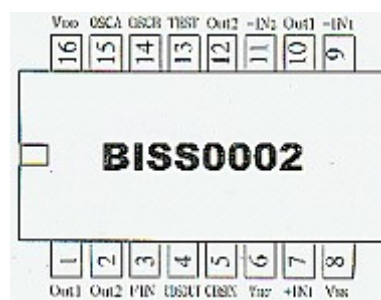 VDD OSCA OSCB TEST Out2 -IN2 Out1 -IN1
16 15 14 13 12 11 10 9
BISS0002
1 2 3 4 5 6 7 8
Out1 Out2 +IN1 VSS